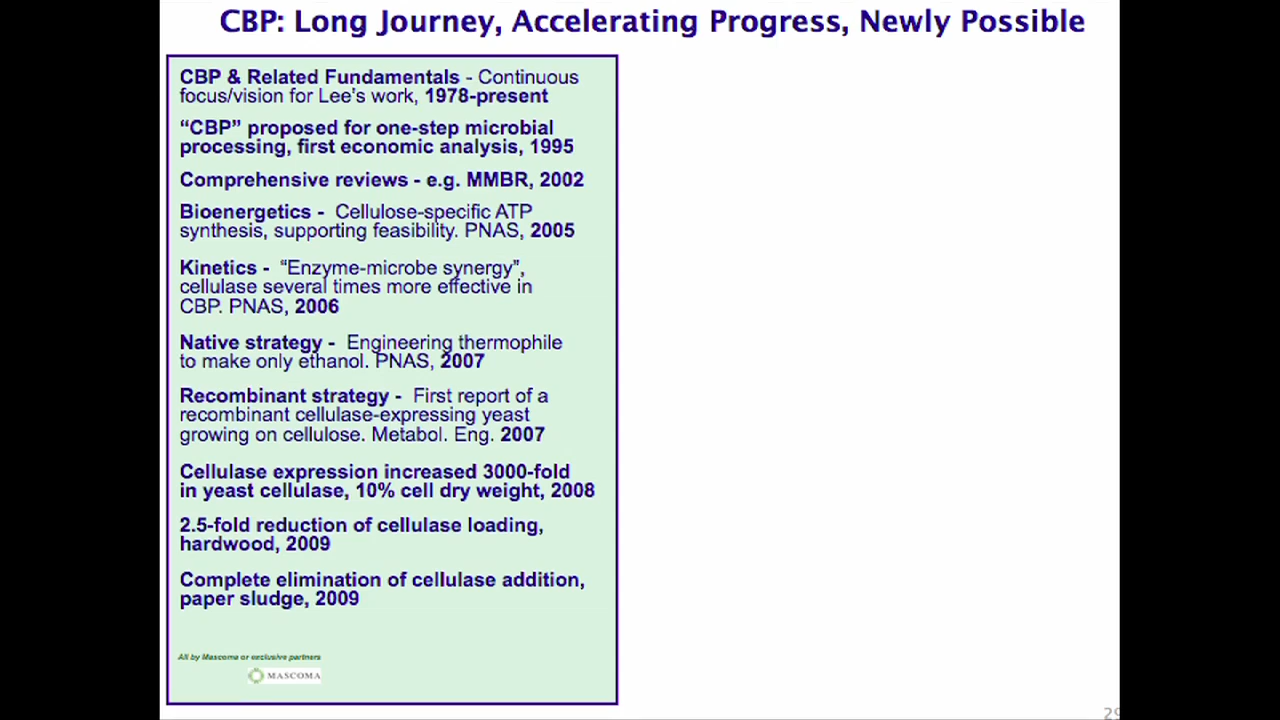 CBP: Long Journey, Accelerating Progress, Newly Possible
CBP & Related Fundamentals - Continuous
focus/vision for Lee's work, 1978-present
“CBP” proposed for one-step microbial
processing, first economic analysis, 1995
Comprehensive reviews - e.g. MMBR, 2002
Bioenergetics - Cellulose-specific ATP
synthesis, supporting feasibility. PNAS, 2005
Kinetics - “Enzyme-microbe synergy”,
cellulase several times more effective in
CBP. PNAS, 2006
Native strategy - Engineering thermophile
to make only ethanol. PNAS, 2007
Recombinant strategy - First report of a
recombinant cellulase-expressing yeast
growing on cellulose. Metabol. Eng. 2007
Cellulase expression increased 3000-fold
in yeast cellulase, 10% cell dry weight, 2008
2.5-fold reduction of cellulase loading,
hardwood, 2009
Complete elimination of cellulase addition,
paper sludge, 2009
All by Mascoma or exclusive partners
MASCOMA